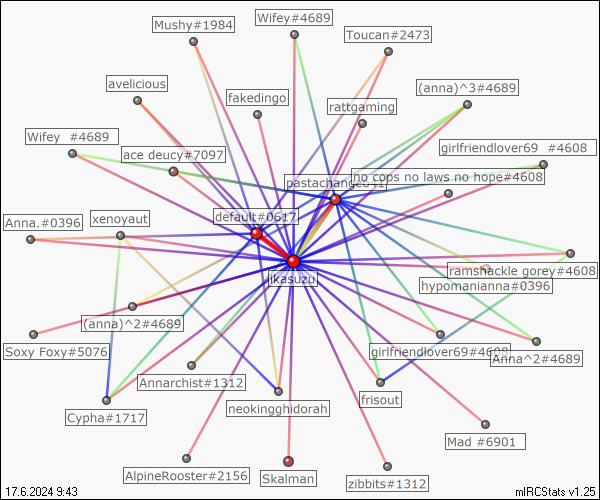 Wifey#4689
Mushy#1984
Toucan#2473
avelicious
(anna)^3#4689
fakedingo
rattgaming
Wifey #4689
girlfriendlover69 #4608
ace deucy#7097
no cops no laws no hope#4608
Anna.#0396
xenoyaut
default#0617
jikasuzu
ramshackle gorey#4608
hypomanianna#0396
(anna)^2#4689
Soxy Foxy#5076
girlfriendlover69#4608
Anna^2#4689
Annarchist#1312
frisout
neokingghidorah
Cypha#1717
Mad #6901
AlpineRooster#2156
Skalman
zibbits#1312
17.6.2024 9:43
mIRCStats v1.25